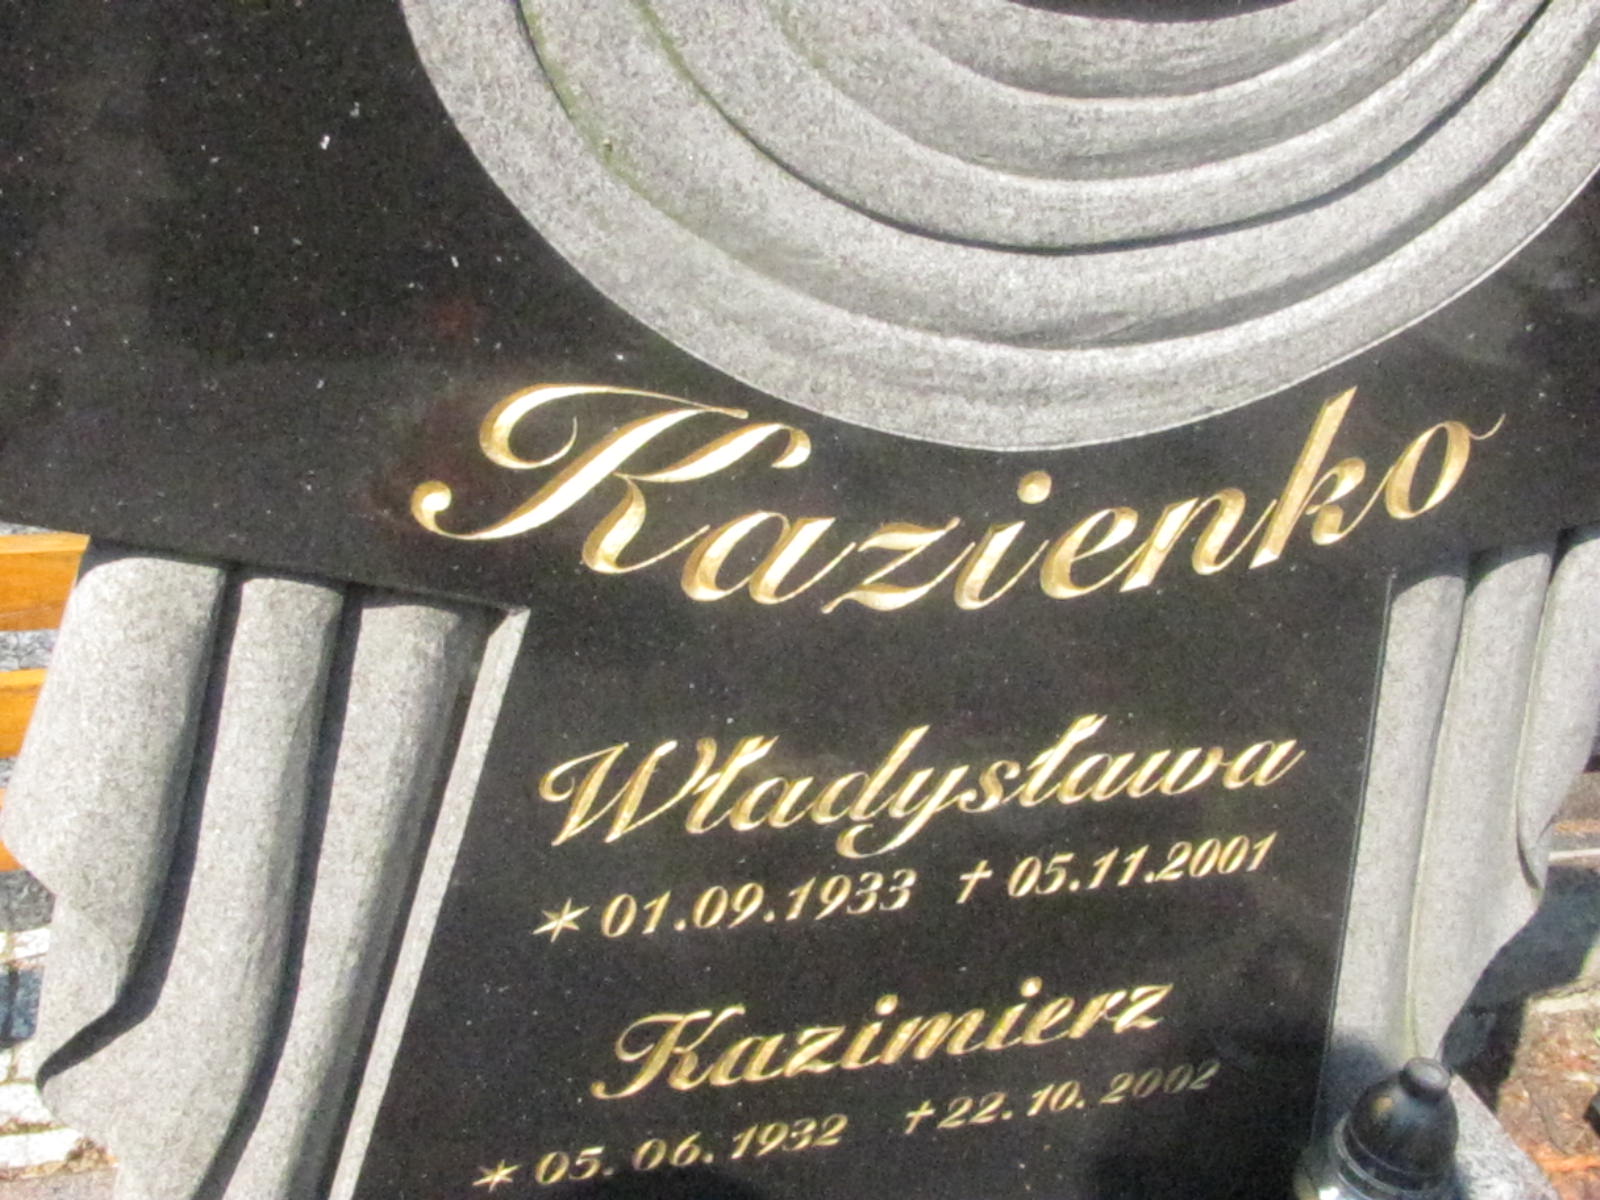 Kazienko
Władysława
* 01.09.1933 † 05.11.2001
Kazimierz
* 05.06.1932 † 22.10.2002